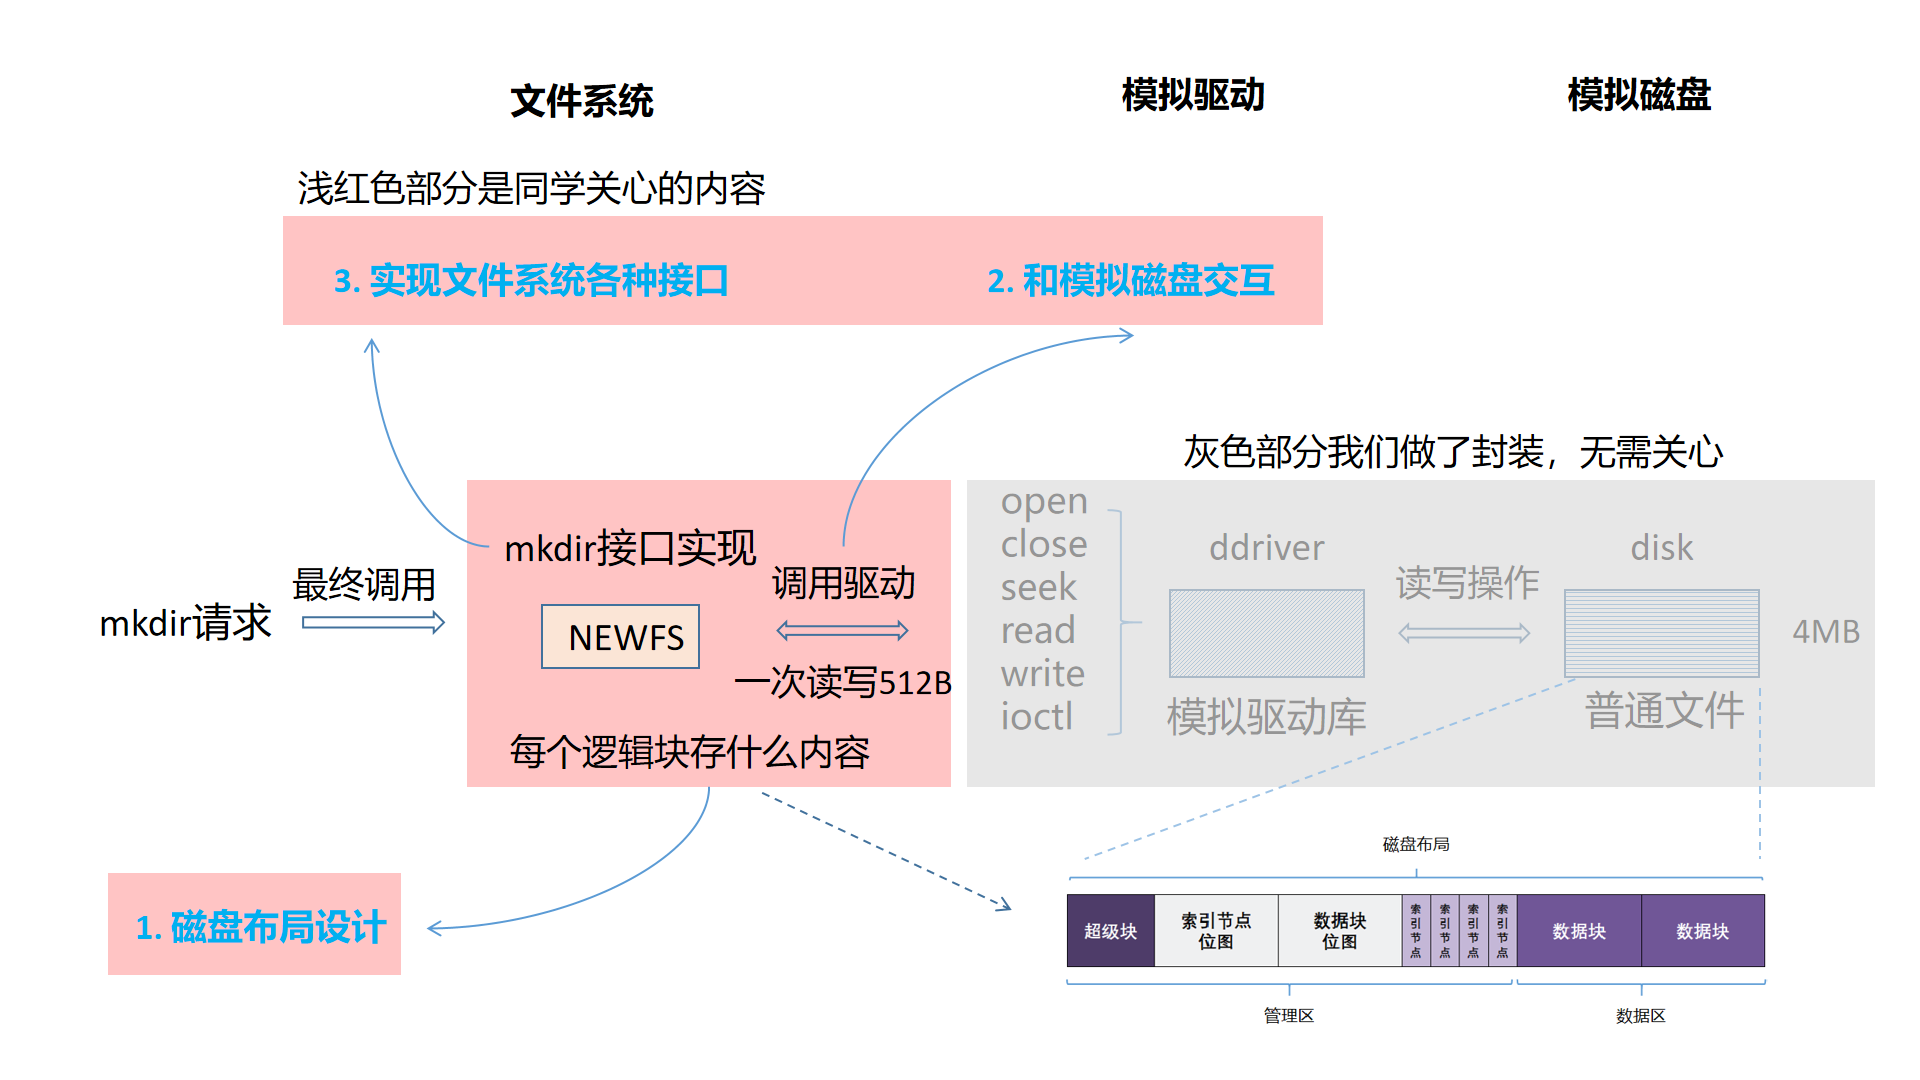 文件系统
模拟驱动
模拟磁盘
浅红色部分是同学关心的内容
3. 实现文件系统各种接口
2. 和模拟磁盘交互
灰色部分我们做了封装，无需关心
mkdir请求
最终调用
mkdir接口实现
NEWFS
调用驱动
一次读写512B
每个逻辑块存什么内容
open
close
seek
read
write
ioctl
ddriver
模拟驱动库
读写操作
disk
普通文件
4MB
1. 磁盘布局设计
磁盘布局
超级块
索引节点
位图
数据块
位图
索引节点
索引节点
索引节点
索引节点
数据块
数据块
管理区
数据区